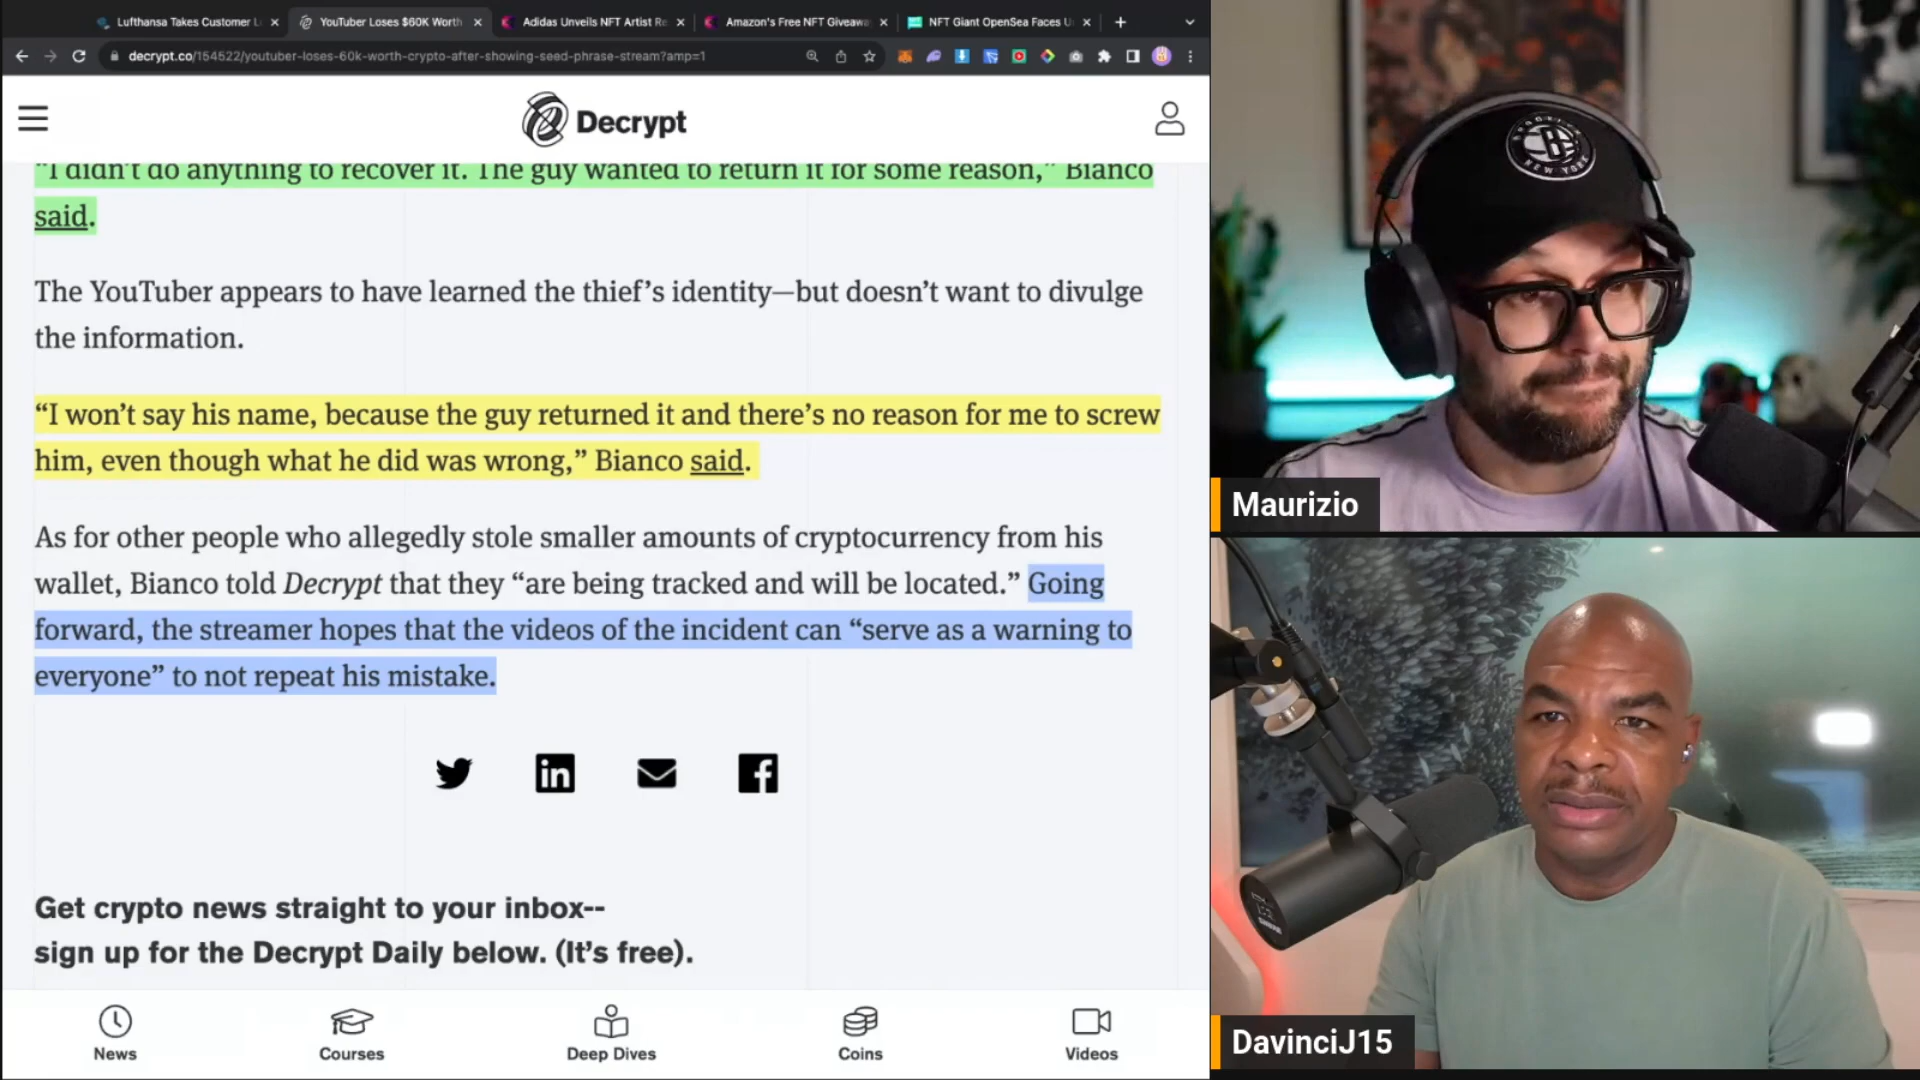 Lufthansa Takes Customer L
YouTuber Loses $60K Worth
Adidas Unveils NFT Artist Re
Amazon's Free NFT Giveaway
NFT Giant OpenSea Faces U
decrypt.co/154522/youtuber-loses-60k-worth-crypto-after-showing-seed-phrase-stream?amp=1
Decrypt
“I didn’t do anything to recover it. The guy wanted to return it for some reason,” Bianco
said.
The YouTuber appears to have learned the thief’s identity—but doesn’t want to divulge
the information.
“I won’t say his name, because the guy returned it and there’s no reason for me to screw
him, even though what he did was wrong,” Bianco said.
As for other people who allegedly stole smaller amounts of cryptocurrency from his
wallet, Bianco told Decrypt that they “are being tracked and will be located.” Going
forward, the streamer hopes that the videos of the incident can “serve as a warning to
everyone” to not repeat his mistake.
in
Get crypto news straight to your inbox--
sign up for the Decrypt Daily below. (It’s free).
News
Courses
Deep Dives
Coins
Videos
BROOKLYN
B
NEW YORK
Maurizio
DavinciJ15